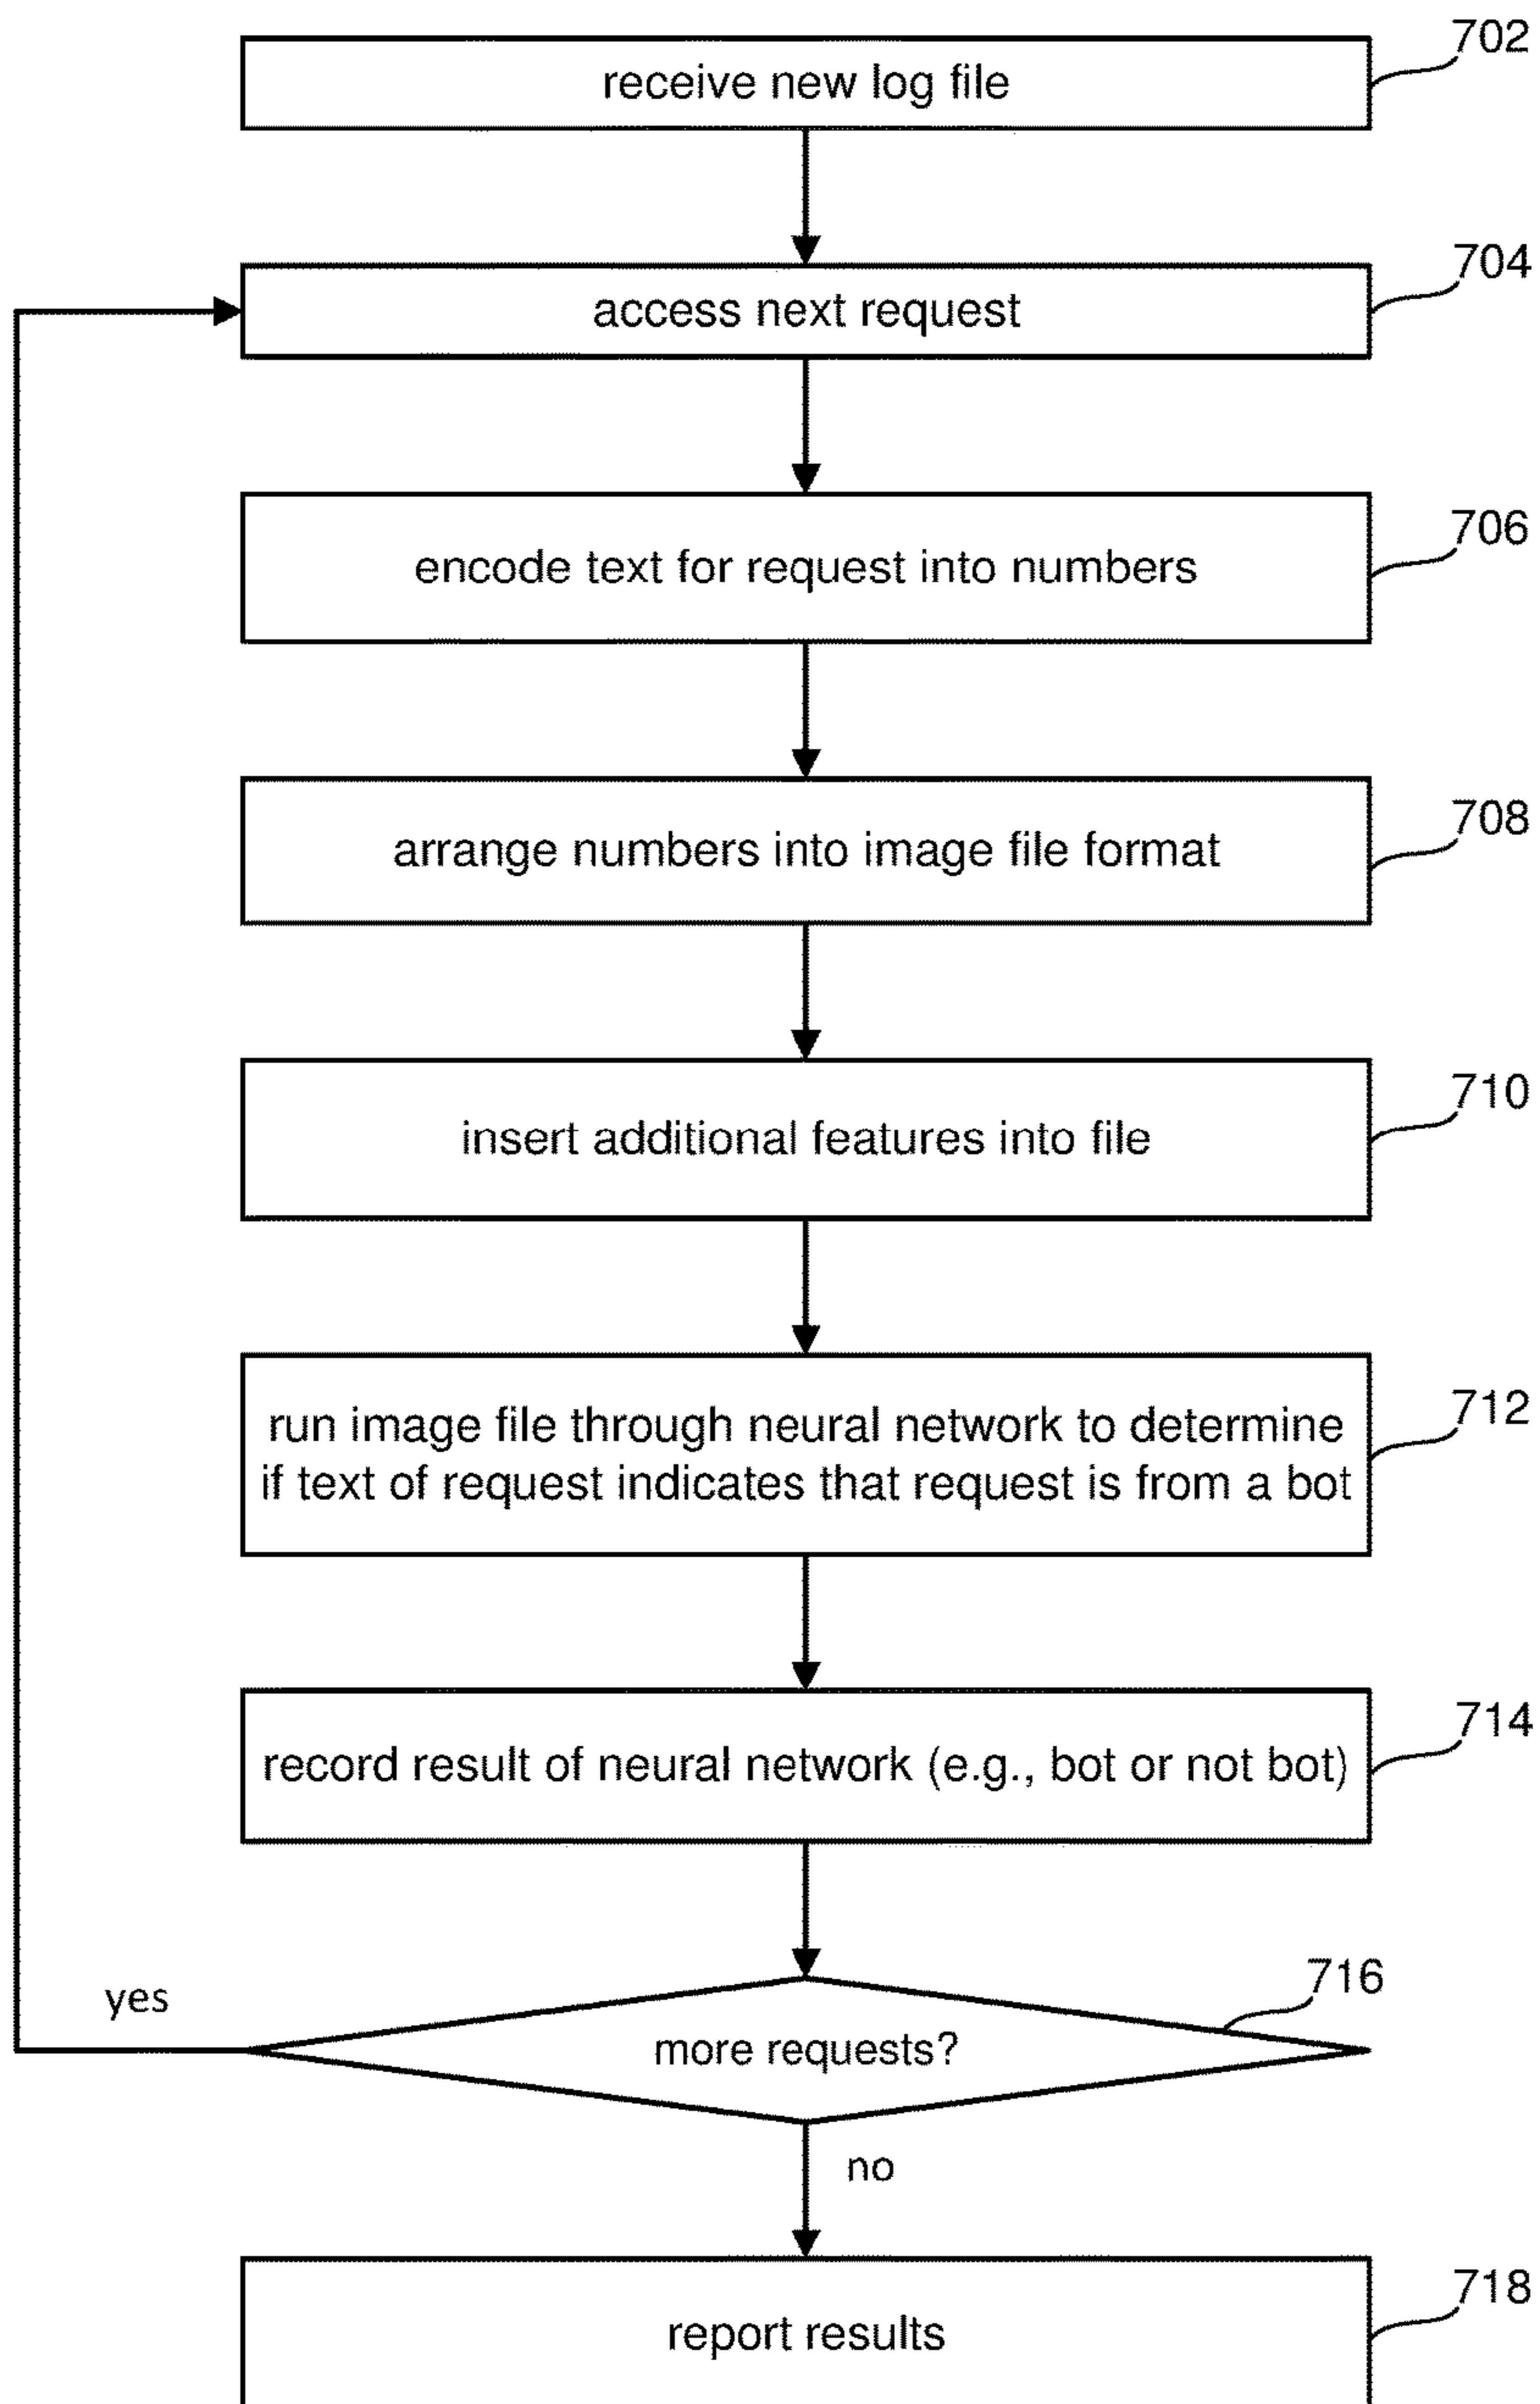 702
receive new log file
704
access next request
706
encode text for request into numbers
708
arrange numbers into image file format
710
insert additional features into file
712
run image file through neural network to determine
if text of request indicates that request is from a bot
714
record result of neural network (e.g., bot or not bot)
716
yes
more requests?
no
718
report results